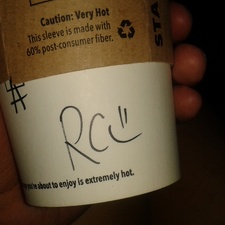 Caution: Very Hot
This sleeve is made with
60% post-consumer fiber.
STA
#
you're about to enjoy is extremely hot.